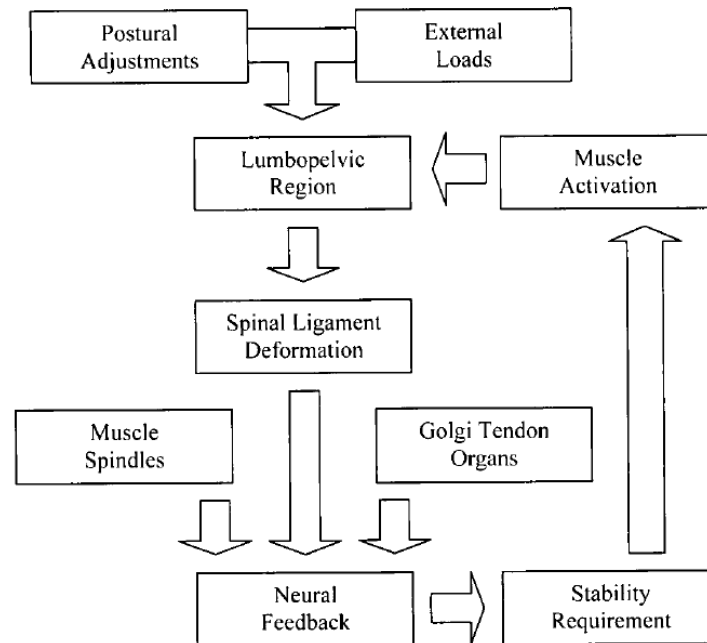 Postural
Adjustments
External
Loads
Lumbopelvic
Region
Muscle
Activation
Spinal Ligament
Deformation
Muscle
Spindles
Golgi Tendon
Organs
Neural
Feedback
Stability
Requirement